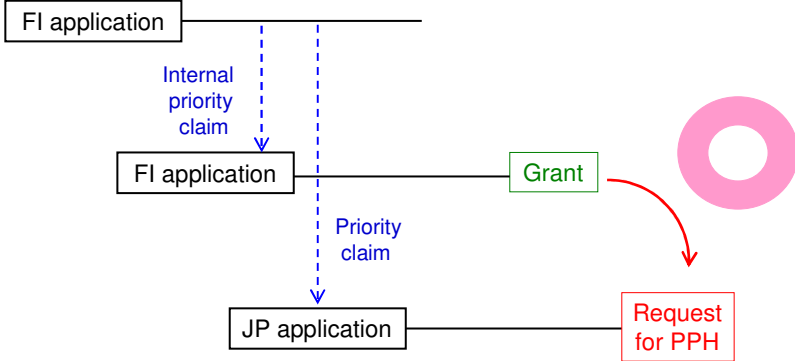 FI application
Internal
priority
claim
FI application
Grant
Priority
claim
JP application
Request
for PPH